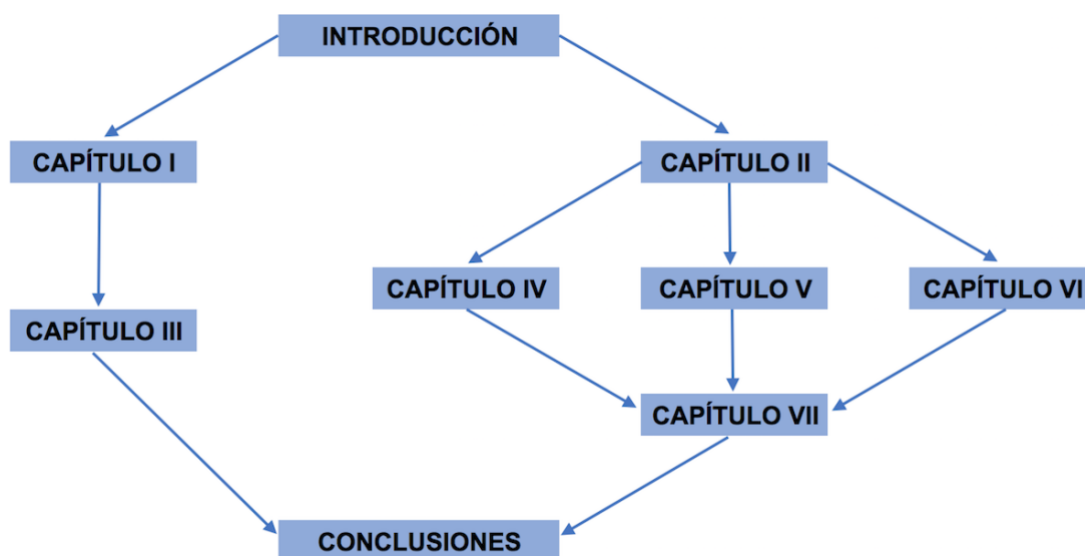 INTRODUCCIÓN
CAPÍTULO I
CAPÍTULO II
CAPÍTULO IV
CAPÍTULO V
CAPÍTULO VI
CAPÍTULO III
CAPÍTULO VII
CONCLUSIONES